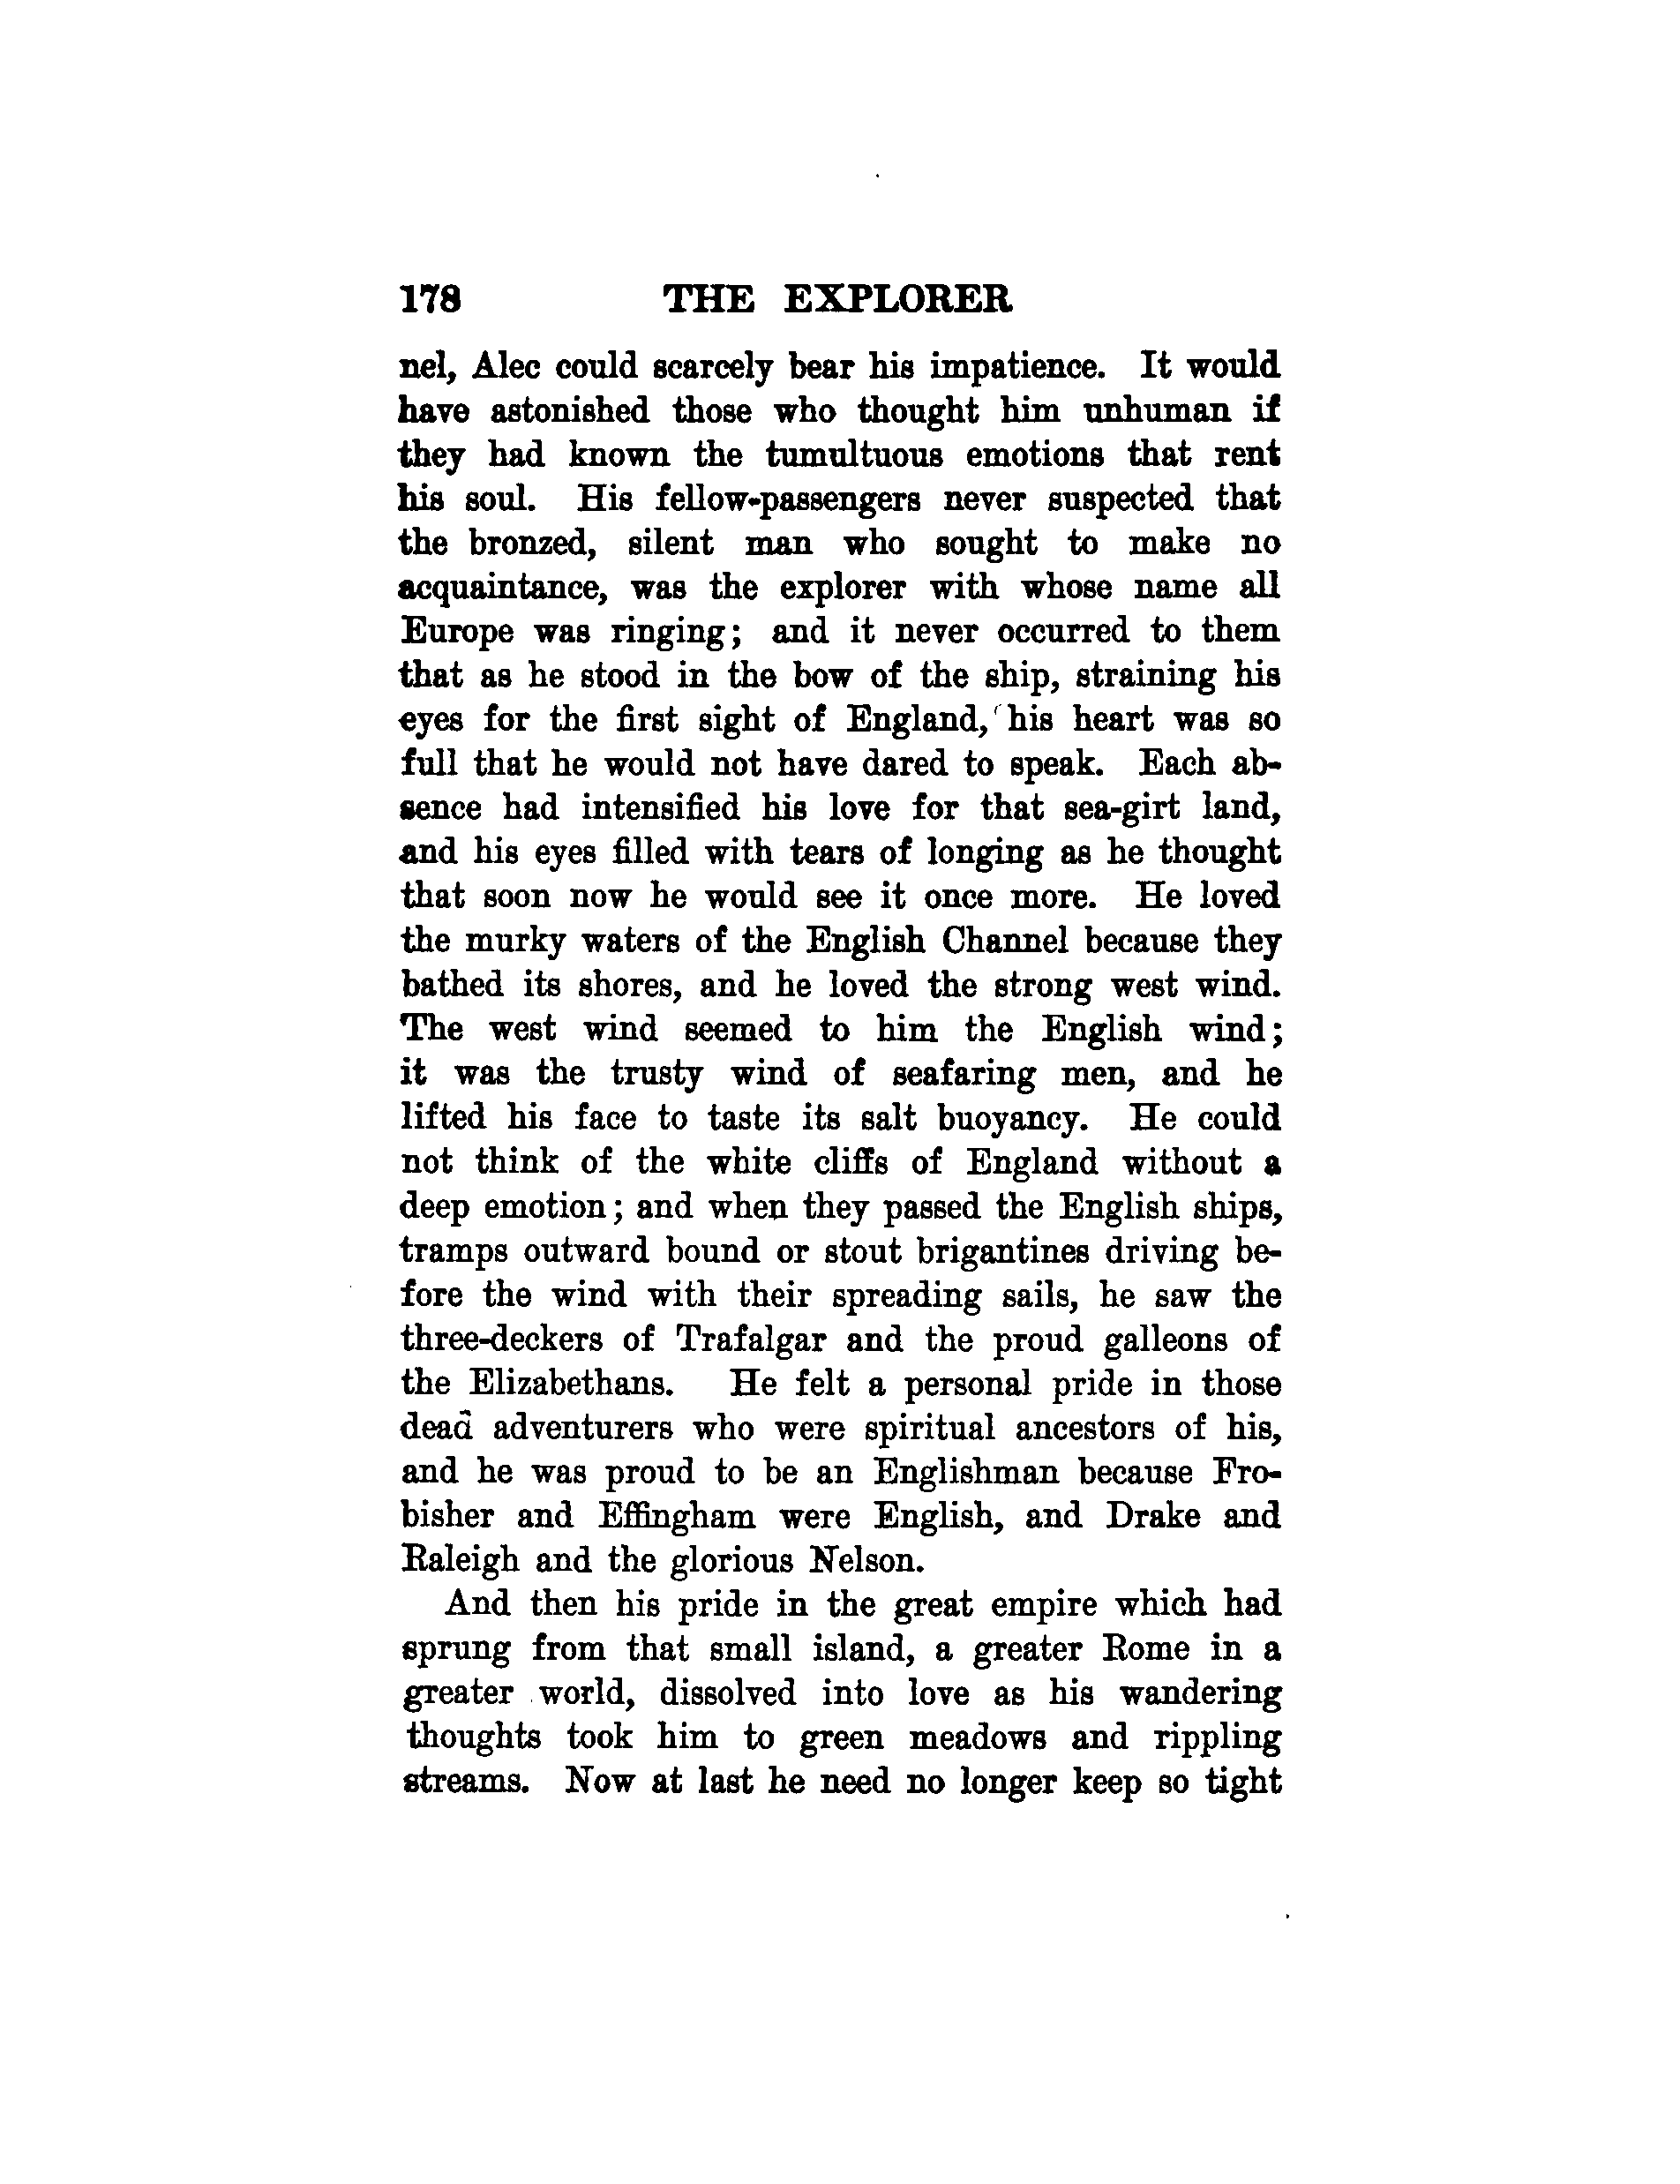 178 THE EXPLORER
nel, Alec could scarcely bear his impatience. It would
have astonished those who thought him unhuman if
they had known the tumultuous emotions that rent
his soul. His fellow-passengers never suspected that
the bronzed, silent man who sought to make no
acquaintance, was the explorer with whose name all
Europe was ringing; and it never occurred to them
that as he stood in the bow of the ship, straining his
eyes for the first sight of England, his heart was so
full that he would not have dared to speak. Each ab-
sence had intensified his love for that sea-girt land,
and his eyes filled with tears of longing as he thought
that soon now he would see it once more. He loved
the murky waters of the English Channel because they
bathed its shores, and he loved the strong west wind.
The west wind seemed to him the English wind;
it was the trusty wind of seafaring men, and he
lifted his face to taste its salt buoyancy. He could
not think of the white cliffs of England without a
deep emotion; and when they passed the English ships,
tramps outward bound or stout brigantines driving be-
fore the wind with their spreading sails, he saw the
three-deckers of Trafalgar and the proud galleons of
the Elizabethans. He felt a personal pride in those
dead adventurers who were spiritual ancestors of his,
and he was proud to be an Englishman because Fro-
bisher and Effingham were English, and Drake and
Raleigh and the glorious Nelson.
And then his pride in the great empire which had
sprung from that small island, a greater Rome in a
greater world, dissolved into love as his wandering
thoughts took him to green meadows and rippling
streams. Now at last he need no longer keep so tight